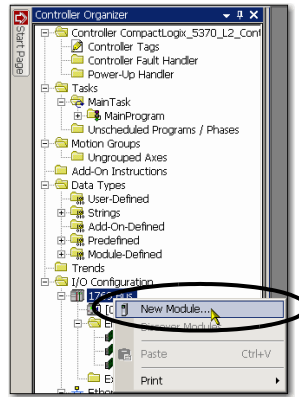 Controller Organizer
Start Page
Controller CompactLogix_5370_L2_Cont
Controller Tags
Controller Fault Handler
Power-Up Handler
Tasks
MainTask
MainProgram
Unscheduled Programs / Phases
Motion Groups
Ungrouped Axes
Add-On Instructions
Data Types
User-Defined
Strings
Add-On-Defined
Predefined
Module-Defined
Trends
I/O Configuration
New Module...
Paste Ctrl+V
Print